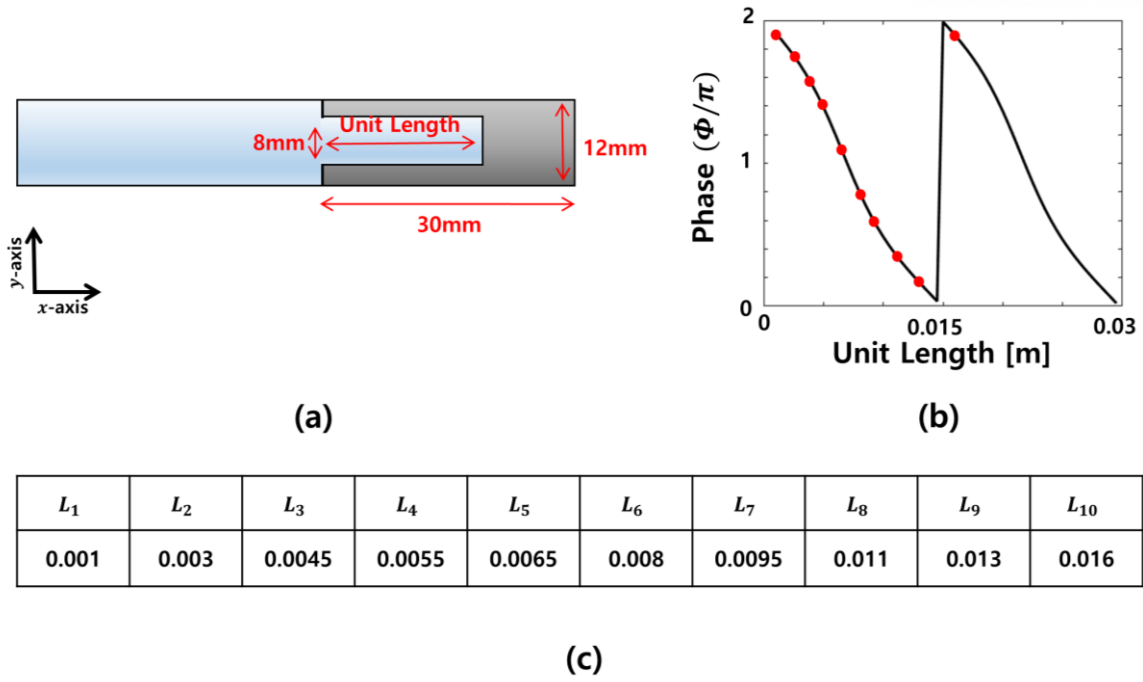 Unit Length
8mm
12mm
30mm
y-axis
x-axis
(a)
Phase (Φ/π)
2
1
0
0
0.015
0.03
Unit Length [m]
(b)
L₁ L₂ L₃ L₄ L₅ L₆ L₇ L₈ L₉ L₁₀
0.001 0.003 0.0045 0.0055 0.0065 0.008 0.0095 0.011 0.013 0.016
(c)